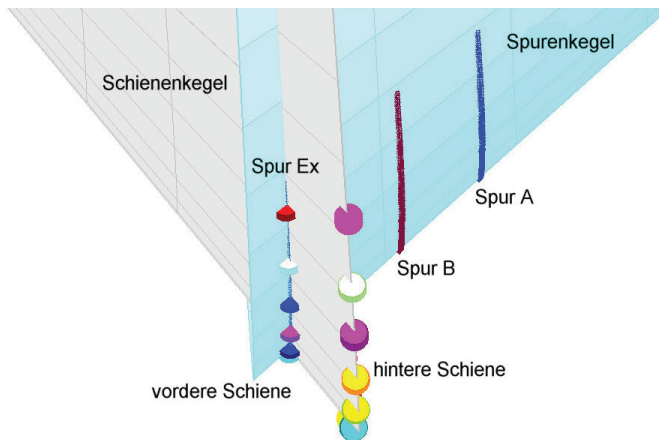 Spurenkegel
Schienenkegel
Spur Ex
Spur A
Spur B
hintere Schiene
vordere Schiene